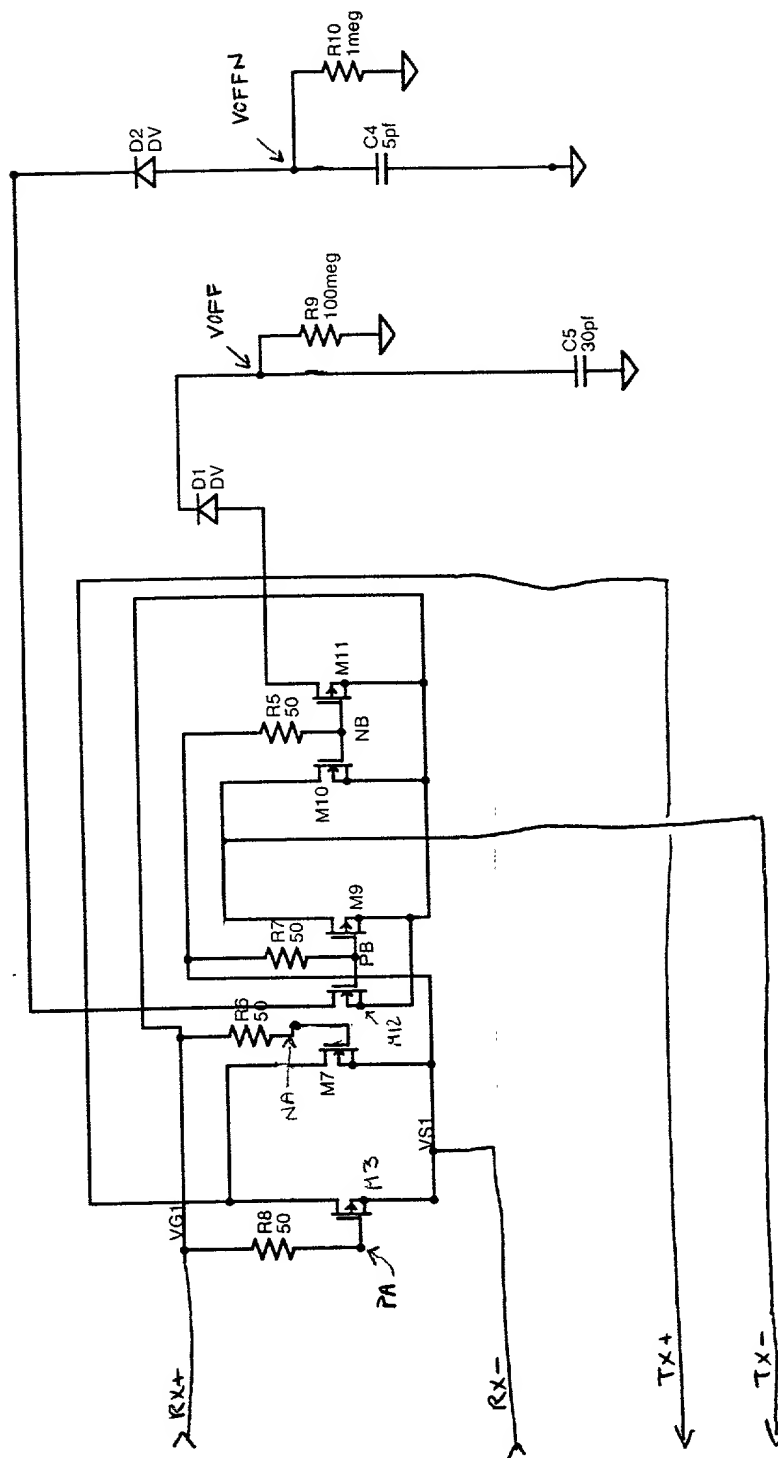 D2
DV
VOFFN
R10
1meg
C4
5pf
VOFF
R9
100meg
C5
30pf
D1
DV
R5
50
M11
NB
M10
R7
50
M9
PB
M12
R6
50
NA
M7
VG1
R8
50
M3
PA
VS1
RX+
RX-
TX+
TX-